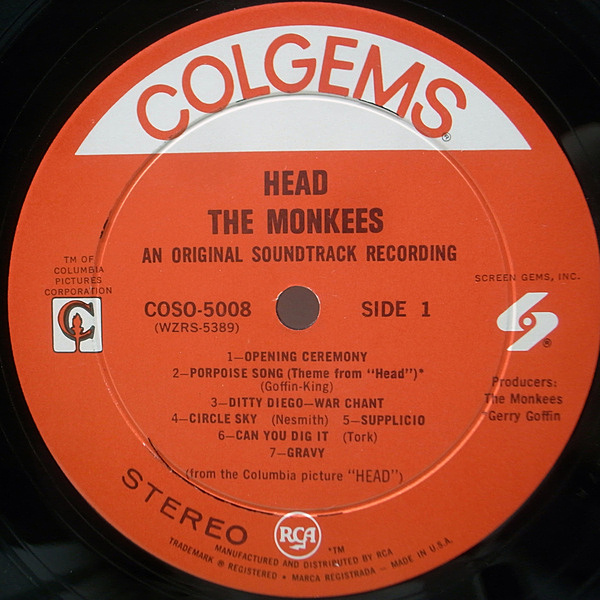 COLGEMS®
HEAD
THE MONKEES
AN ORIGINAL SOUNDTRACK RECORDING
TM OF
COLUMBIA
PICTURES
CORPORATION
SCREEN GEMS, INC.
COSO-5008
(WZRS-5389)
SIDE 1
®
1—OPENING CEREMONY
2—PORPOISE SONG (Theme from "Head")*
(Goffin-King)
3—DITTY DIEGO—WAR CHANT
4—CIRCLE SKY (Nesmith) 5—SUPPLICIO
6—CAN YOU DIG IT (Tork)
7—GRAVY
(from the Columbia picture "HEAD")
Producers:
The Monkees
*Gerry Goffin
STEREO
RCA
*TM
MANUFACTURED AND DISTRIBUTED BY RCA
TRADEMARK ® REGISTERED • MARCA REGISTRADA — MADE IN U.S.A.